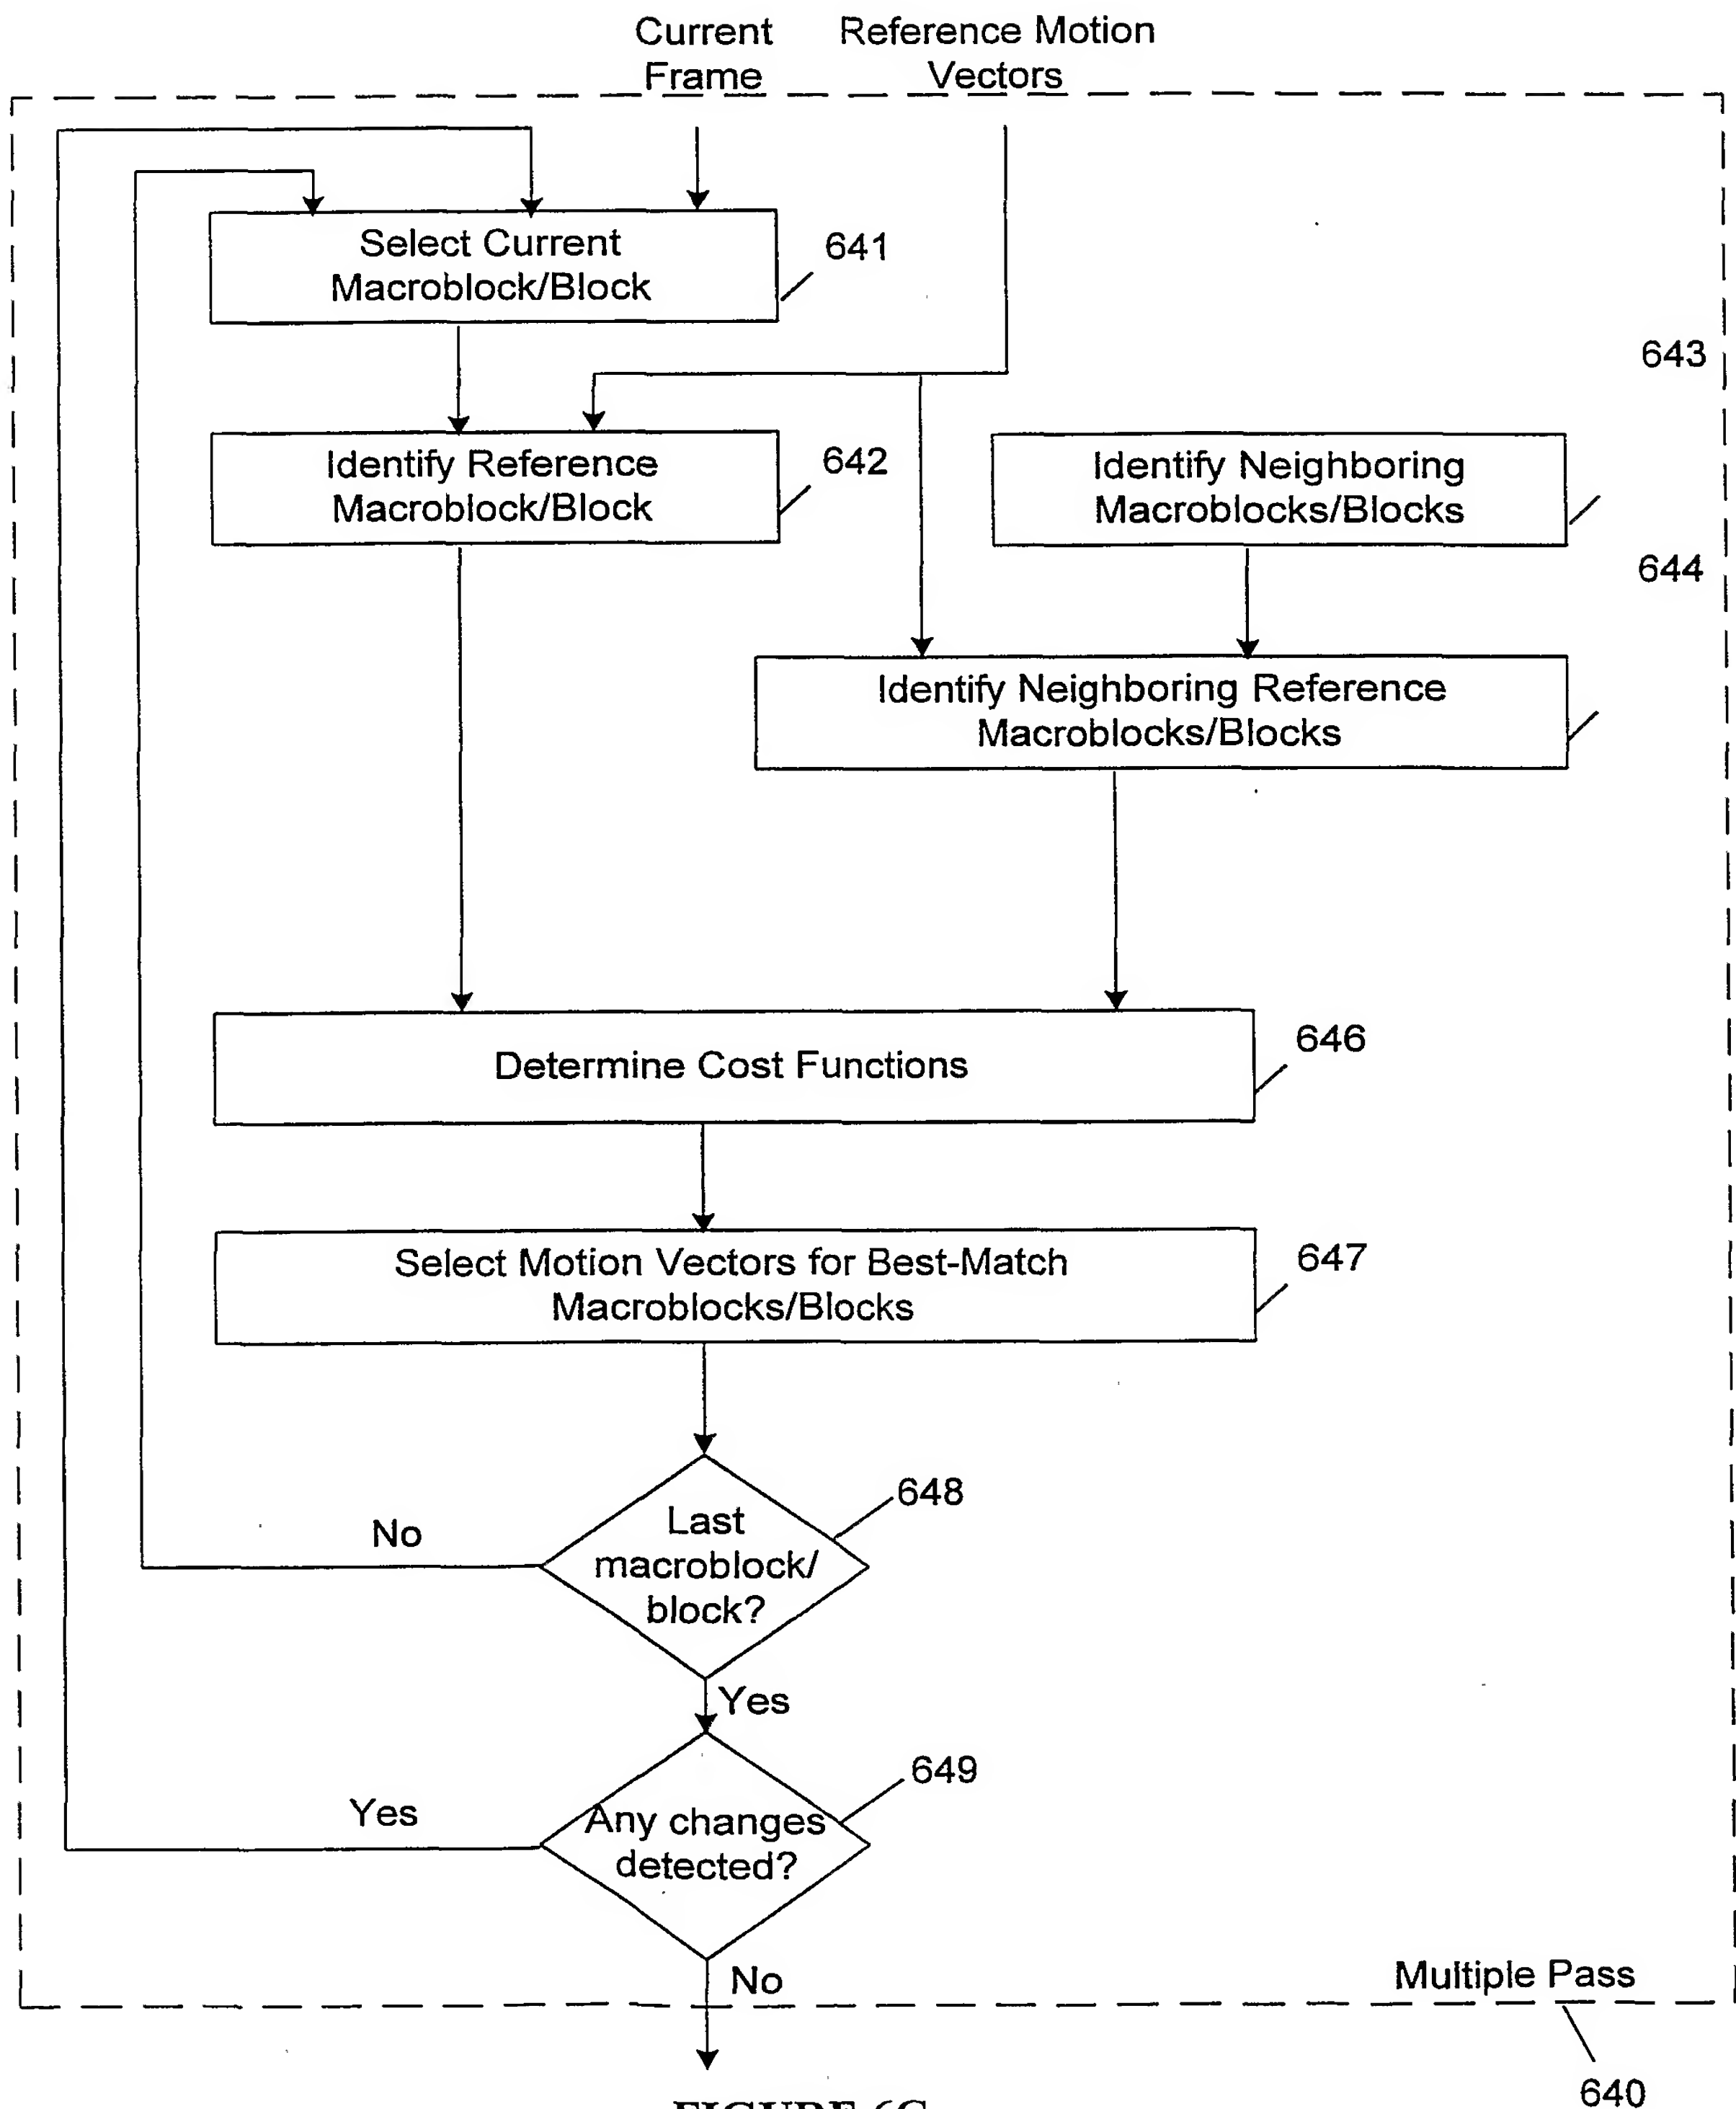 Current
Frame
Reference Motion
Vectors
Select Current
Macroblock/Block
641
643
Identify Reference
Macroblock/Block
642
Identify Neighboring
Macroblocks/Blocks
644
Identify Neighboring Reference
Macroblocks/Blocks
Determine Cost Functions
646
Select Motion Vectors for Best-Match
Macroblocks/Blocks
647
Last
macroblock/
block?
648
No
Yes
Any changes
detected?
649
Yes
No
Multiple Pass
640